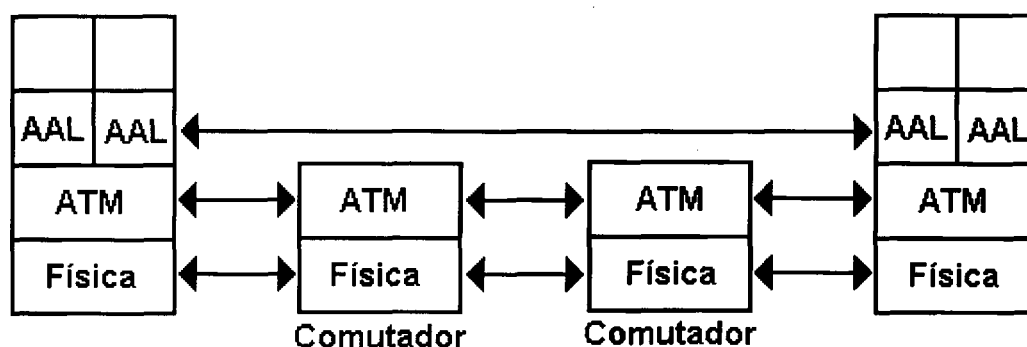 AAL AAL AAL AAL
ATM ATM ATM ATM
Física Física Física Física
Comutador Comutador